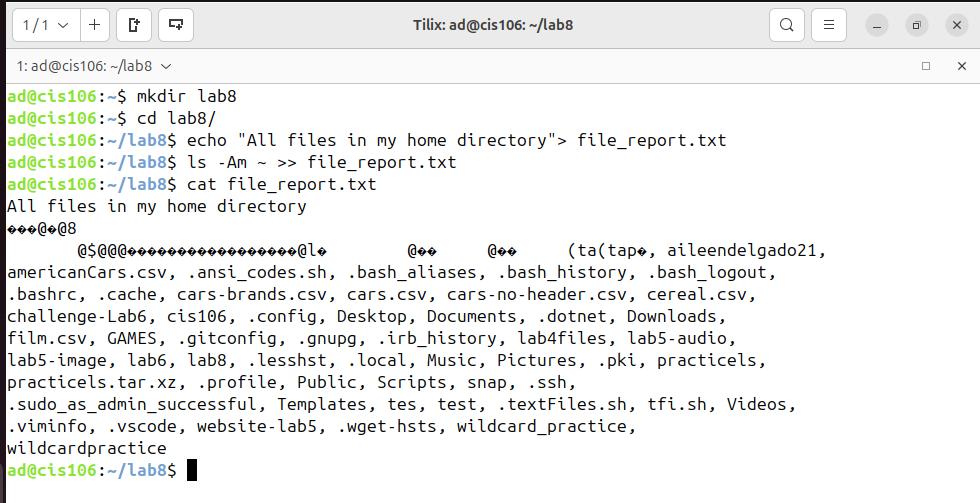 1 / 1
Tilix: ad@cis106: ~/lab8
1: ad@cis106: ~/lab8
ad@cis106:~$ mkdir lab8
ad@cis106:~$ cd lab8/
ad@cis106:~/lab8$ echo "All files in my home directory"> file_report.txt
ad@cis106:~/lab8$ ls -Am ~ >> file_report.txt
ad@cis106:~/lab8$ cat file_report.txt
All files in my home directory
���@�@8
@$@@@�����������������@l� @�� @�� (ta(tap�, aileendelgado21,
americanCars.csv, .ansi_codes.sh, .bash_aliases, .bash_history, .bash_logout,
.bashrc, .cache, cars-brands.csv, cars.csv, cars-no-header.csv, cereal.csv,
challenge-Lab6, cis106, .config, Desktop, Documents, .dotnet, Downloads,
film.csv, GAMES, .gitconfig, .gnupg, .irb_history, lab4files, lab5-audio,
lab5-image, lab6, lab8, .lesshst, .local, Music, Pictures, .pki, practicels,
practicels.tar.xz, .profile, Public, Scripts, snap, .ssh,
.sudo_as_admin_successful, Templates, tes, test, .textFiles.sh, tfi.sh, Videos,
.viminfo, .vscode, website-lab5, .wget-hsts, wildcard_practice,
wildcardpractice
ad@cis106:~/lab8$